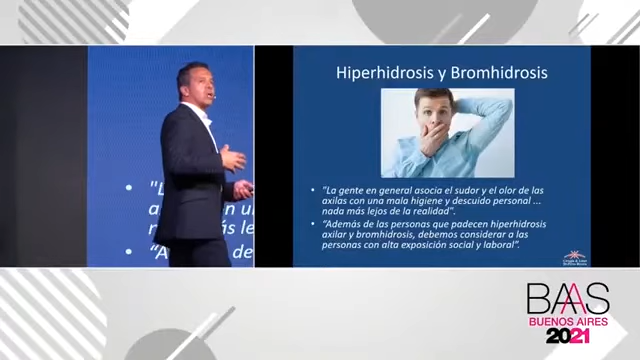 Hiperhidrosis y Bromhidrosis
• "La gente en general asocia el sudor y el olor de las
axilas con una mala higiene y descuido personal ...
nada más lejos de la realidad".
• "Además de las personas que padecen hiperhidrosis
axilar y bromhidrosis, debemos considerar a las
personas con alta exposición social y laboral".
BAAS
BUENOS AIRES
2021